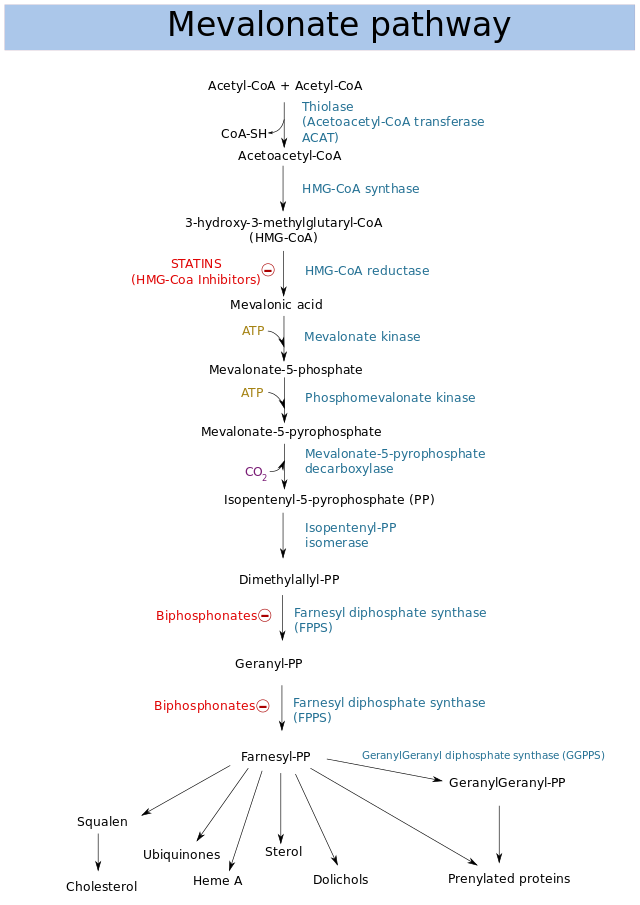 Mevalonate pathway
Acetyl-CoA + Acetyl-CoA
Thiolase
(Acetoacetyl-CoA transferase
ACAT)
CoA-SH
Acetoacetyl-CoA
HMG-CoA synthase
3-hydroxy-3-methylglutaryl-CoA
(HMG-CoA)
STATINS
(HMG-Coa Inhibitors)
HMG-CoA reductase
Mevalonic acid
ATP
Mevalonate kinase
Mevalonate-5-phosphate
ATP
Phosphomevalonate kinase
Mevalonate-5-pyrophosphate
Mevalonate-5-pyrophosphate
decarboxylase
CO2
Isopentenyl-5-pyrophosphate (PP)
Isopentenyl-PP
isomerase
Dimethylallyl-PP
Biphosphonates
Farnesyl diphosphate synthase
(FPPS)
Geranyl-PP
Biphosphonates
Farnesyl diphosphate synthase
(FPPS)
Farnesyl-PP
GeranylGeranyl diphosphate synthase (GGPPS)
GeranylGeranyl-PP
Squalen
Ubiquinones
Sterol
Heme A
Dolichols
Prenylated proteins
Cholesterol